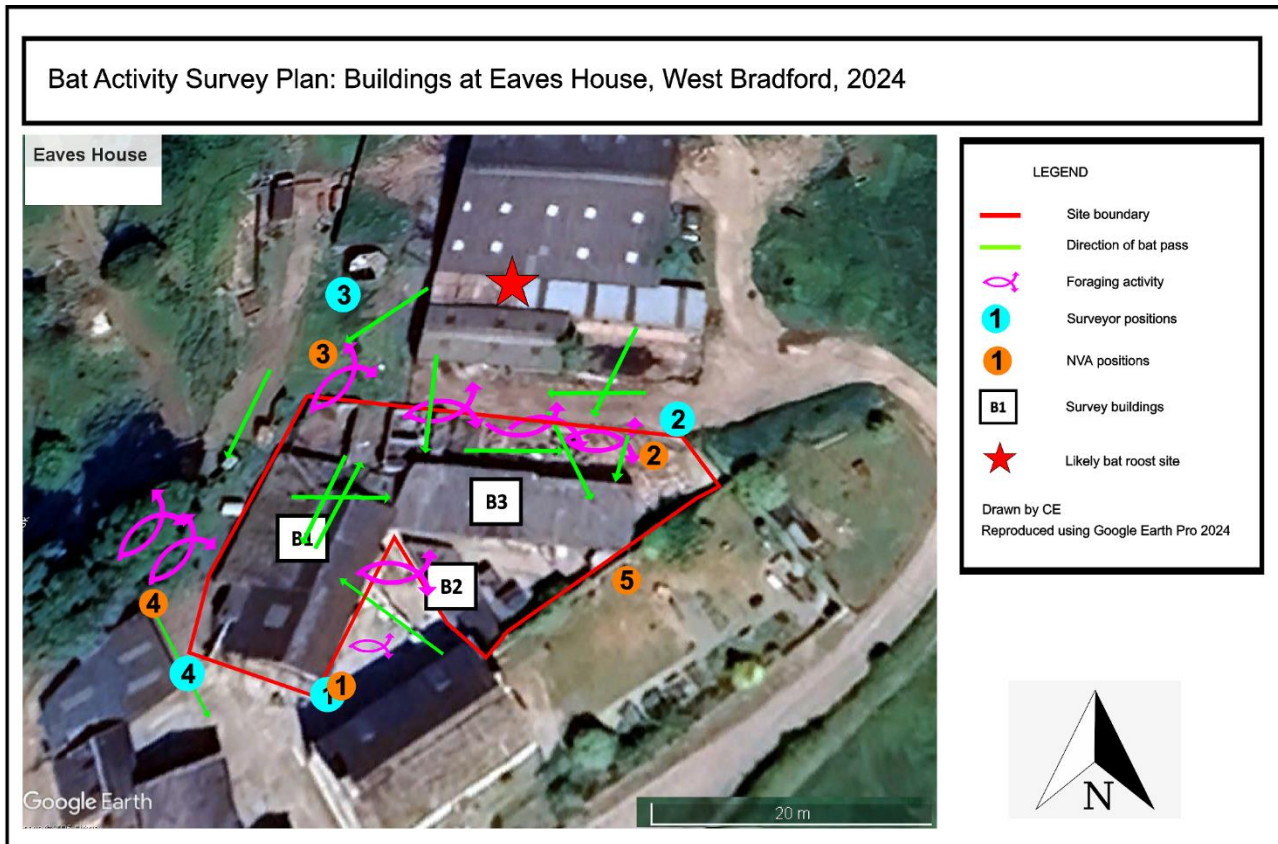 Bat Activity Survey Plan: Buildings at Eaves House, West Bradford, 2024
Eaves House
LEGEND
Site boundary
Direction of bat pass
Foraging activity
1 Surveyor positions
1 NVA positions
B1 Survey buildings
Likely bat roost site
Drawn by CE
Reproduced using Google Earth Pro 2024
3
3
2
2
B3
B1
B2
5
4
4
1
1
Google Earth
20 m
N